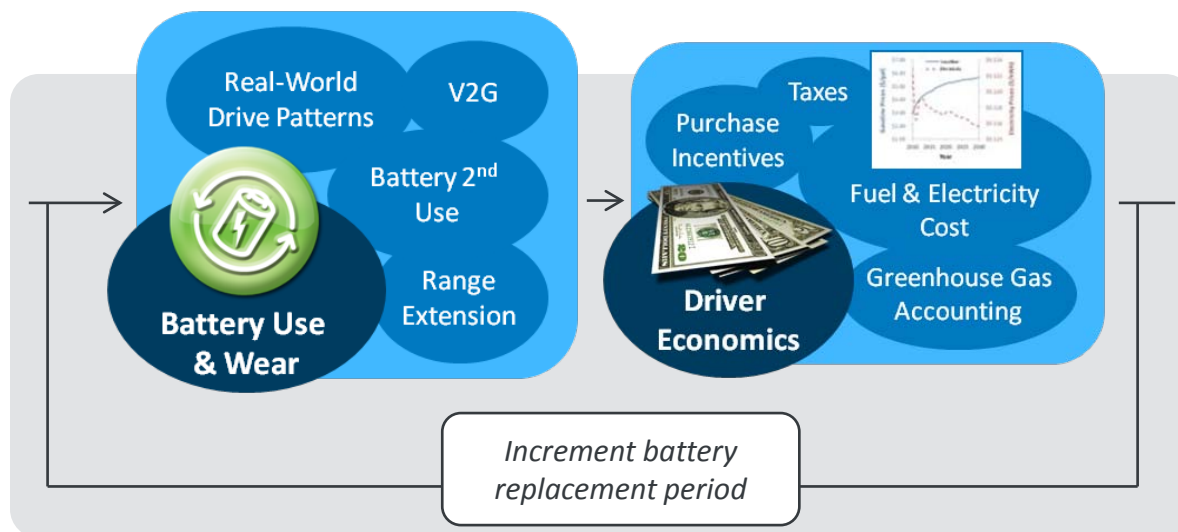 Real-World
Drive Patterns
V2G
Battery 2nd
Use
Range
Extension
Battery Use
& Wear
Taxes
Purchase
Incentives
Year
Fuel & Electricity
Cost
Greenhouse Gas
Accounting
Driver
Economics
Increment battery
replacement period